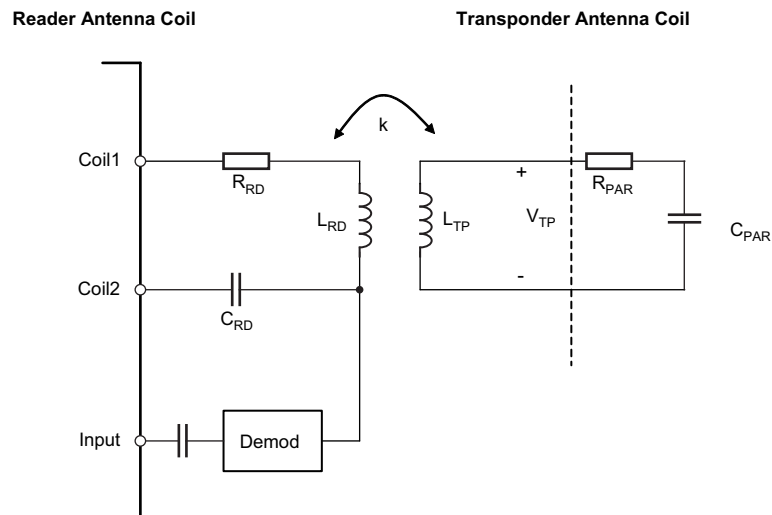 Reader Antenna Coil
Transponder Antenna Coil
k
Coil1
R_RD
+
R_PAR
L_RD
L_TP
V_TP
C_PAR
Coil2
-
C_RD
Input
Demod